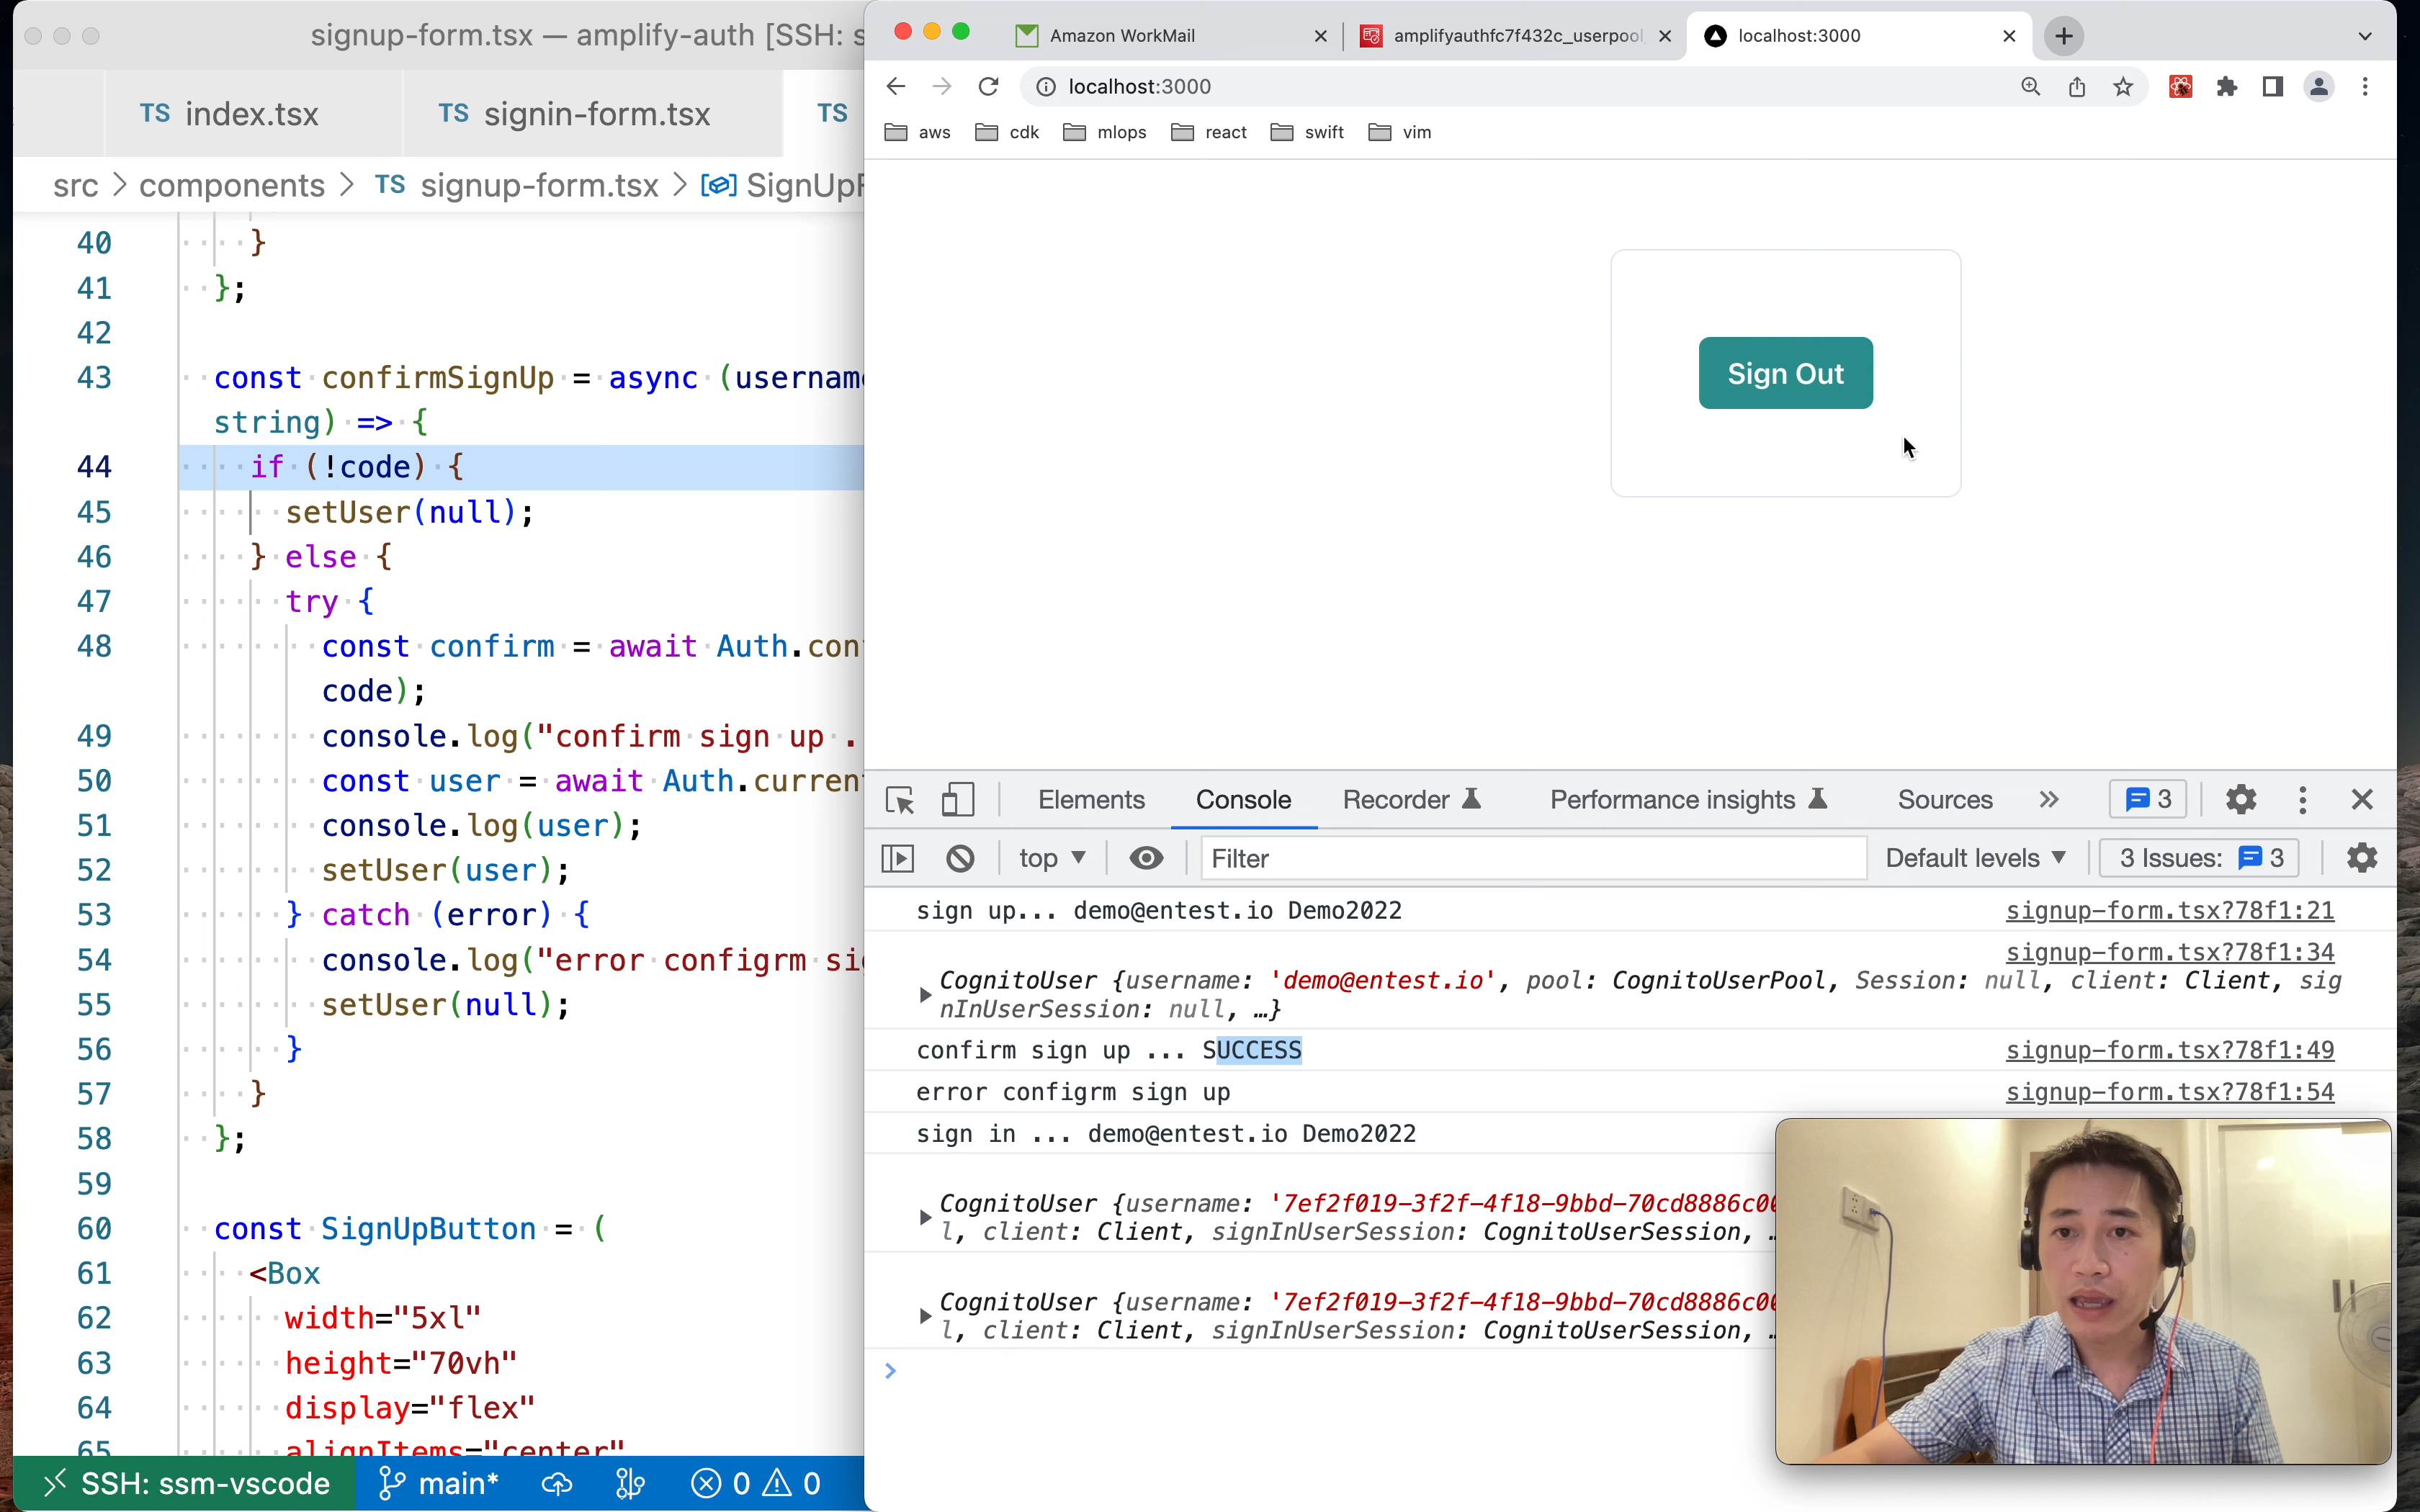 signup-form.tsx — amplify-auth [SSH: s
TS index.tsx
TS signin-form.tsx
TS
src > components > TS signup-form.tsx > SignUpF
40 }
41 };
42
43 const confirmSignUp = async (usernam
string) => {
44 if (!code) {
45 setUser(null);
46 } else {
47 try {
48 const confirm = await Auth.con
code);
49 console.log("confirm sign up .
50 const user = await Auth.curren
51 console.log(user);
52 setUser(user);
53 } catch (error) {
54 console.log("error configrm si
55 setUser(null);
56 }
57 }
58 };
59
60 const SignUpButton = (
61 <Box
62 width="5xl"
63 height="70vh"
64 display="flex"
65 alignItems="center"
SSH: ssm-vscode main* 0 0
Amazon WorkMail
amplifyauthfc7f432c_userpool
localhost:3000
localhost:3000
aws cdk mlops react swift vim
Sign Out
Elements Console Recorder Performance insights Sources 3
top Filter Default levels 3 Issues: 3
sign up... demo@entest.io Demo2022 signup-form.tsx?78f1:21
signup-form.tsx?78f1:34
CognitoUser {username: 'demo@entest.io', pool: CognitoUserPool, Session: null, client: Client, sig
nInUserSession: null, …}
confirm sign up ... SUCCESS signup-form.tsx?78f1:49
error configrm sign up signup-form.tsx?78f1:54
sign in ... demo@entest.io Demo2022
CognitoUser {username: '7ef2f019-3f2f-4f18-9bbd-70cd8886c00
l, client: Client, signInUserSession: CognitoUserSession, …
CognitoUser {username: '7ef2f019-3f2f-4f18-9bbd-70cd8886c00
l, client: Client, signInUserSession: CognitoUserSession, …